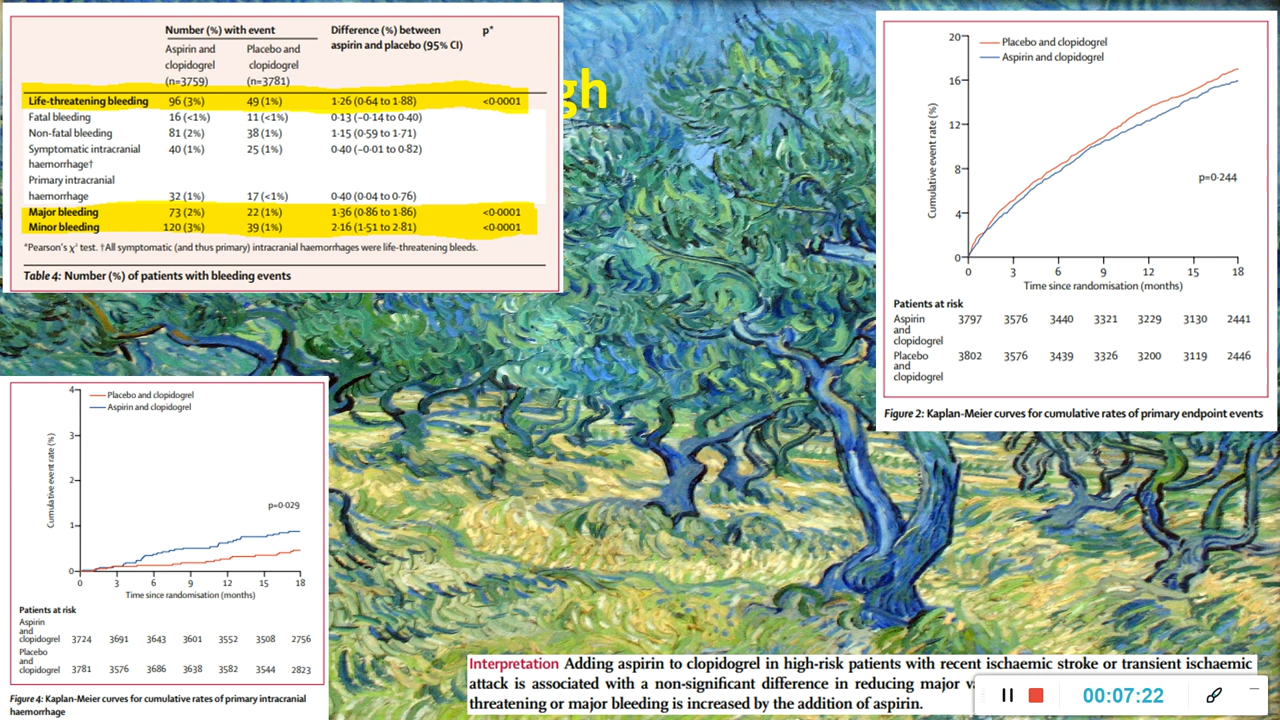 Number (%) with event
Difference (%) between aspirin and placebo (95% CI)
p*
Aspirin and clopidogrel (n=3759)
Placebo and clopidogrel (n=3781)
Life-threatening bleeding 96 (3%) 49 (1%) 1·26 (0·64 to 1·88) <0·0001
Fatal bleeding 16 (<1%) 11 (<1%) 0·13 (−0·14 to 0·40)
Non-fatal bleeding 81 (2%) 38 (1%) 1·15 (0·59 to 1·71)
Symptomatic intracranial haemorrhage† 40 (1%) 25 (1%) 0·40 (−0·01 to 0·82)
Primary intracranial haemorrhage 32 (1%) 17 (<1%) 0·40 (0·04 to 0·76)
Major bleeding 73 (2%) 22 (1%) 1·36 (0·86 to 1·86) <0·0001
Minor bleeding 120 (3%) 39 (1%) 2·16 (1·51 to 2·81) <0·0001
*Pearson's χ² test. †All symptomatic (and thus primary) intracranial haemorrhages were life-threatening bleeds.
Table 4: Number (%) of patients with bleeding events
gh
20
16
12
8
4
0
Cumulative event rate (%)
Placebo and clopidogrel
Aspirin and clopidogrel
p=0·244
0 3 6 9 12 15 18
Time since randomisation (months)
Patients at risk
Aspirin and clopidogrel 3797 3576 3440 3321 3229 3130 2441
Placebo and clopidogrel 3802 3576 3439 3326 3200 3119 2446
Figure 2: Kaplan-Meier curves for cumulative rates of primary endpoint events
4
3
2
1
0
Cumulative event rate (%)
Placebo and clopidogrel
Aspirin and clopidogrel
p=0·029
0 3 6 9 12 15 18
Time since randomisation (months)
Patients at risk
Aspirin and clopidogrel 3724 3691 3643 3601 3552 3508 2756
Placebo and clopidogrel 3781 3576 3686 3638 3582 3544 2823
Figure 4: Kaplan-Meier curves for cumulative rates of primary intracranial
haemorrhage
Interpretation Adding aspirin to clopidogrel in high-risk patients with recent ischaemic stroke or transient ischaemic
attack is associated with a non-significant difference in reducing major
threatening or major bleeding is increased by the addition of aspirin.
00:07:22